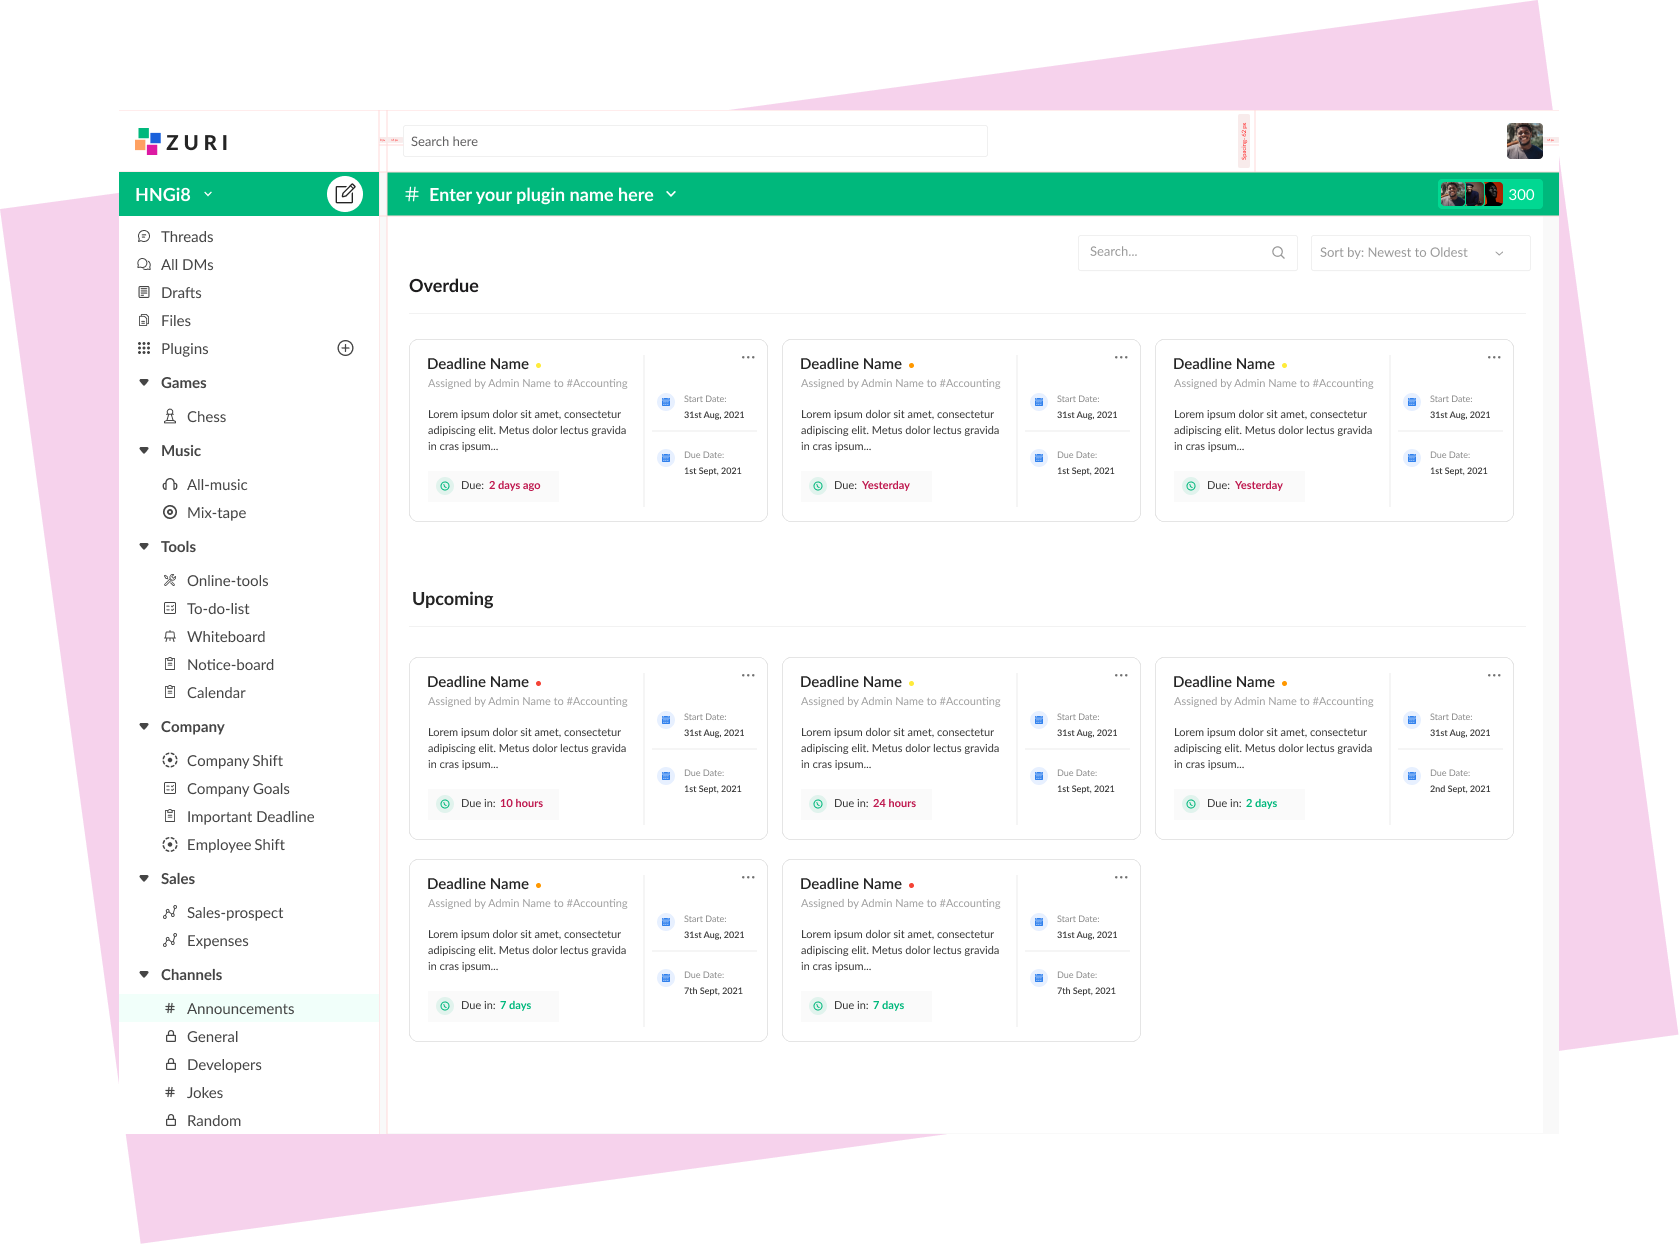 ZURI
Search here
Spacing-62px
HNGi8
# Enter your plugin name here
300
Threads
All DMs
Drafts
Files
Plugins
Games
Chess
Music
All-music
Mix-tape
Tools
Online-tools
To-do-list
Whiteboard
Notice-board
Calendar
Company
Company Shift
Company Goals
Important Deadline
Employee Shift
Sales
Sales-prospect
Expenses
Channels
# Announcements
General
Developers
# Jokes
Random
Search...
Sort by: Newest to Oldest
Overdue
Deadline Name
Assigned by Admin Name to #Accounting
Lorem ipsum dolor sit amet, consectetur
adipiscing elit. Metus dolor lectus gravida
in cras ipsum...
Due: 2 days ago
Start Date:
31st Aug, 2021
Due Date:
1st Sept, 2021
Deadline Name
Assigned by Admin Name to #Accounting
Lorem ipsum dolor sit amet, consectetur
adipiscing elit. Metus dolor lectus gravida
in cras ipsum...
Due: Yesterday
Start Date:
31st Aug, 2021
Due Date:
1st Sept, 2021
Deadline Name
Assigned by Admin Name to #Accounting
Lorem ipsum dolor sit amet, consectetur
adipiscing elit. Metus dolor lectus gravida
in cras ipsum...
Due: Yesterday
Start Date:
31st Aug, 2021
Due Date:
1st Sept, 2021
Upcoming
Deadline Name
Assigned by Admin Name to #Accounting
Lorem ipsum dolor sit amet, consectetur
adipiscing elit. Metus dolor lectus gravida
in cras ipsum...
Due in: 10 hours
Start Date:
31st Aug, 2021
Due Date:
1st Sept, 2021
Deadline Name
Assigned by Admin Name to #Accounting
Lorem ipsum dolor sit amet, consectetur
adipiscing elit. Metus dolor lectus gravida
in cras ipsum...
Due in: 24 hours
Start Date:
31st Aug, 2021
Due Date:
1st Sept, 2021
Deadline Name
Assigned by Admin Name to #Accounting
Lorem ipsum dolor sit amet, consectetur
adipiscing elit. Metus dolor lectus gravida
in cras ipsum...
Due in: 2 days
Start Date:
31st Aug, 2021
Due Date:
2nd Sept, 2021
Deadline Name
Assigned by Admin Name to #Accounting
Lorem ipsum dolor sit amet, consectetur
adipiscing elit. Metus dolor lectus gravida
in cras ipsum...
Due in: 7 days
Start Date:
31st Aug, 2021
Due Date:
7th Sept, 2021
Deadline Name
Assigned by Admin Name to #Accounting
Lorem ipsum dolor sit amet, consectetur
adipiscing elit. Metus dolor lectus gravida
in cras ipsum...
Due in: 7 days
Start Date:
31st Aug, 2021
Due Date:
7th Sept, 2021